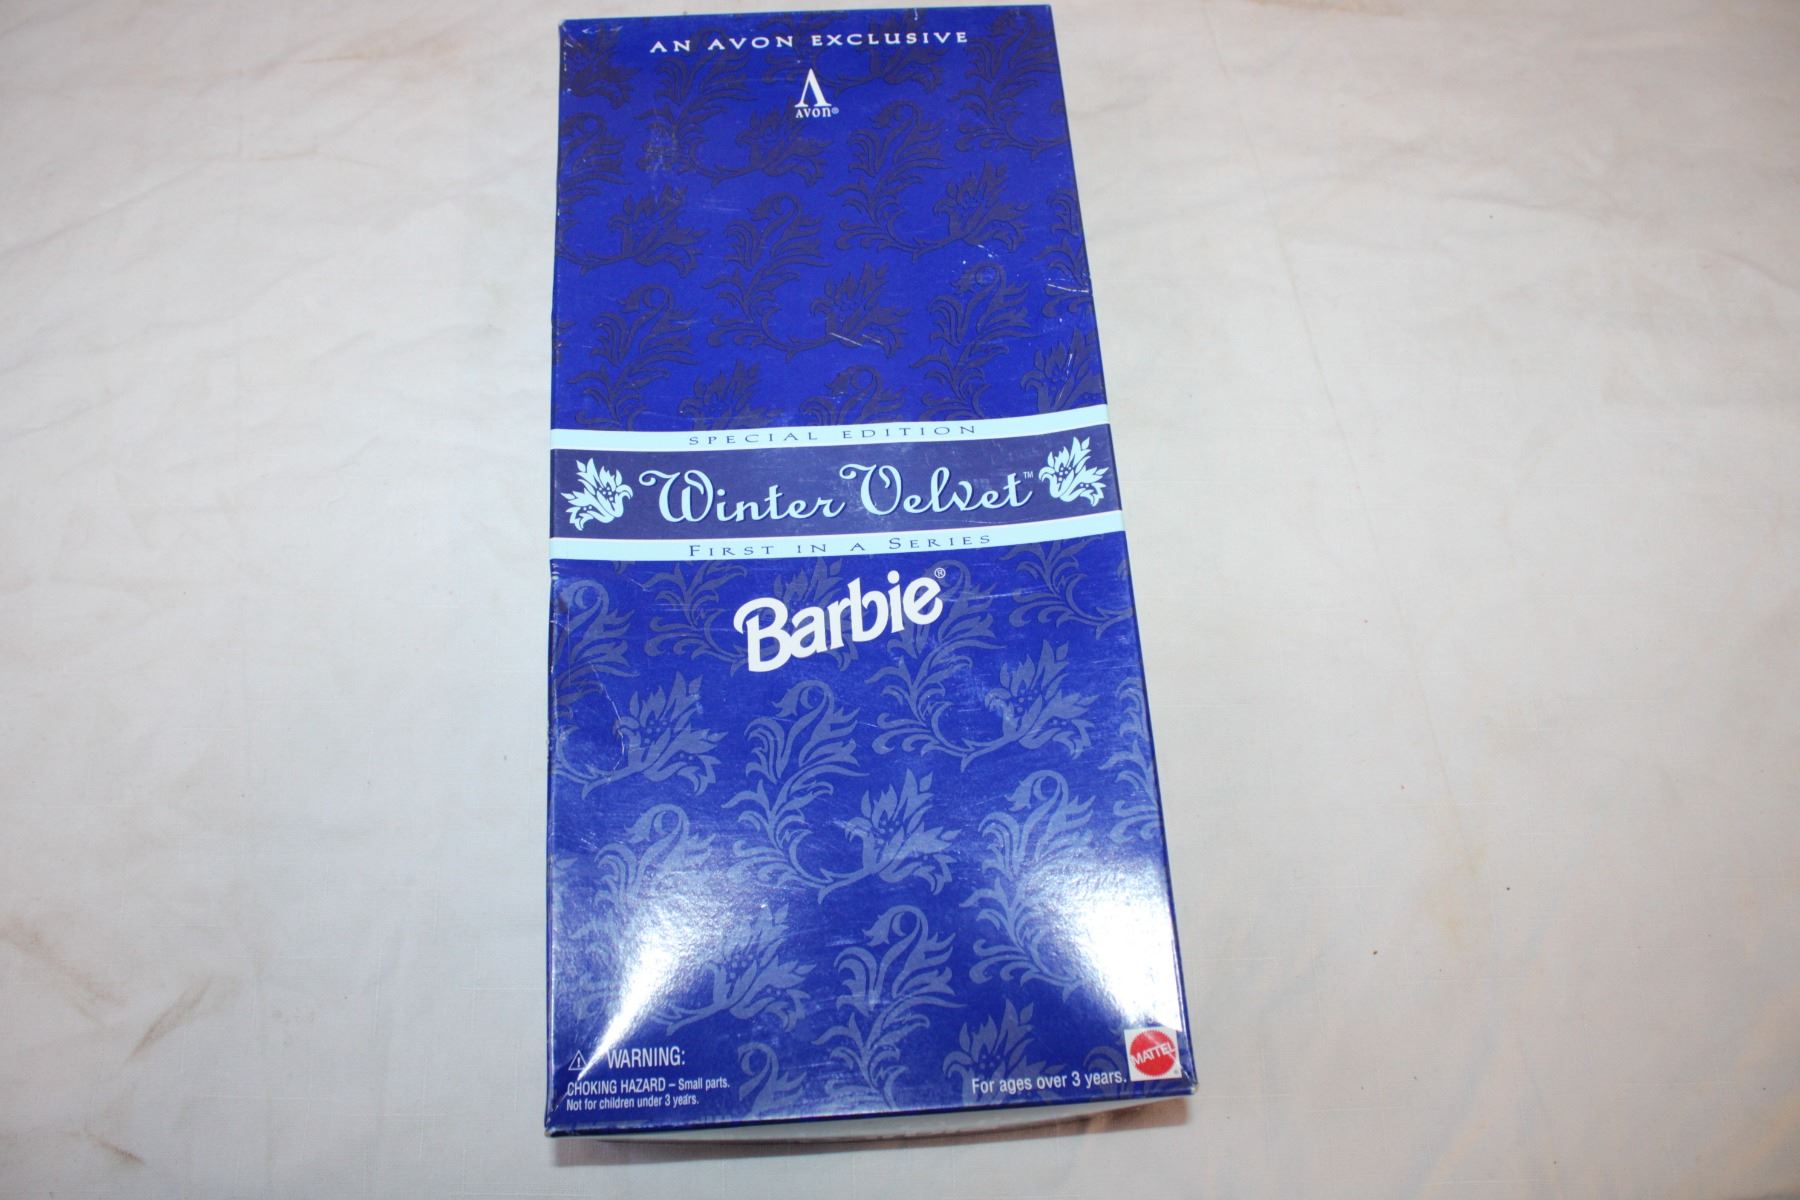 AN AVON EXCLUSIVE
AVON®
SPECIAL EDITION
Winter Velvet™
FIRST IN A SERIES
Barbie®
⚠ WARNING:
CHOKING HAZARD – Small parts.
Not for children under 3 years.
For ages over 3 years.
MATTEL